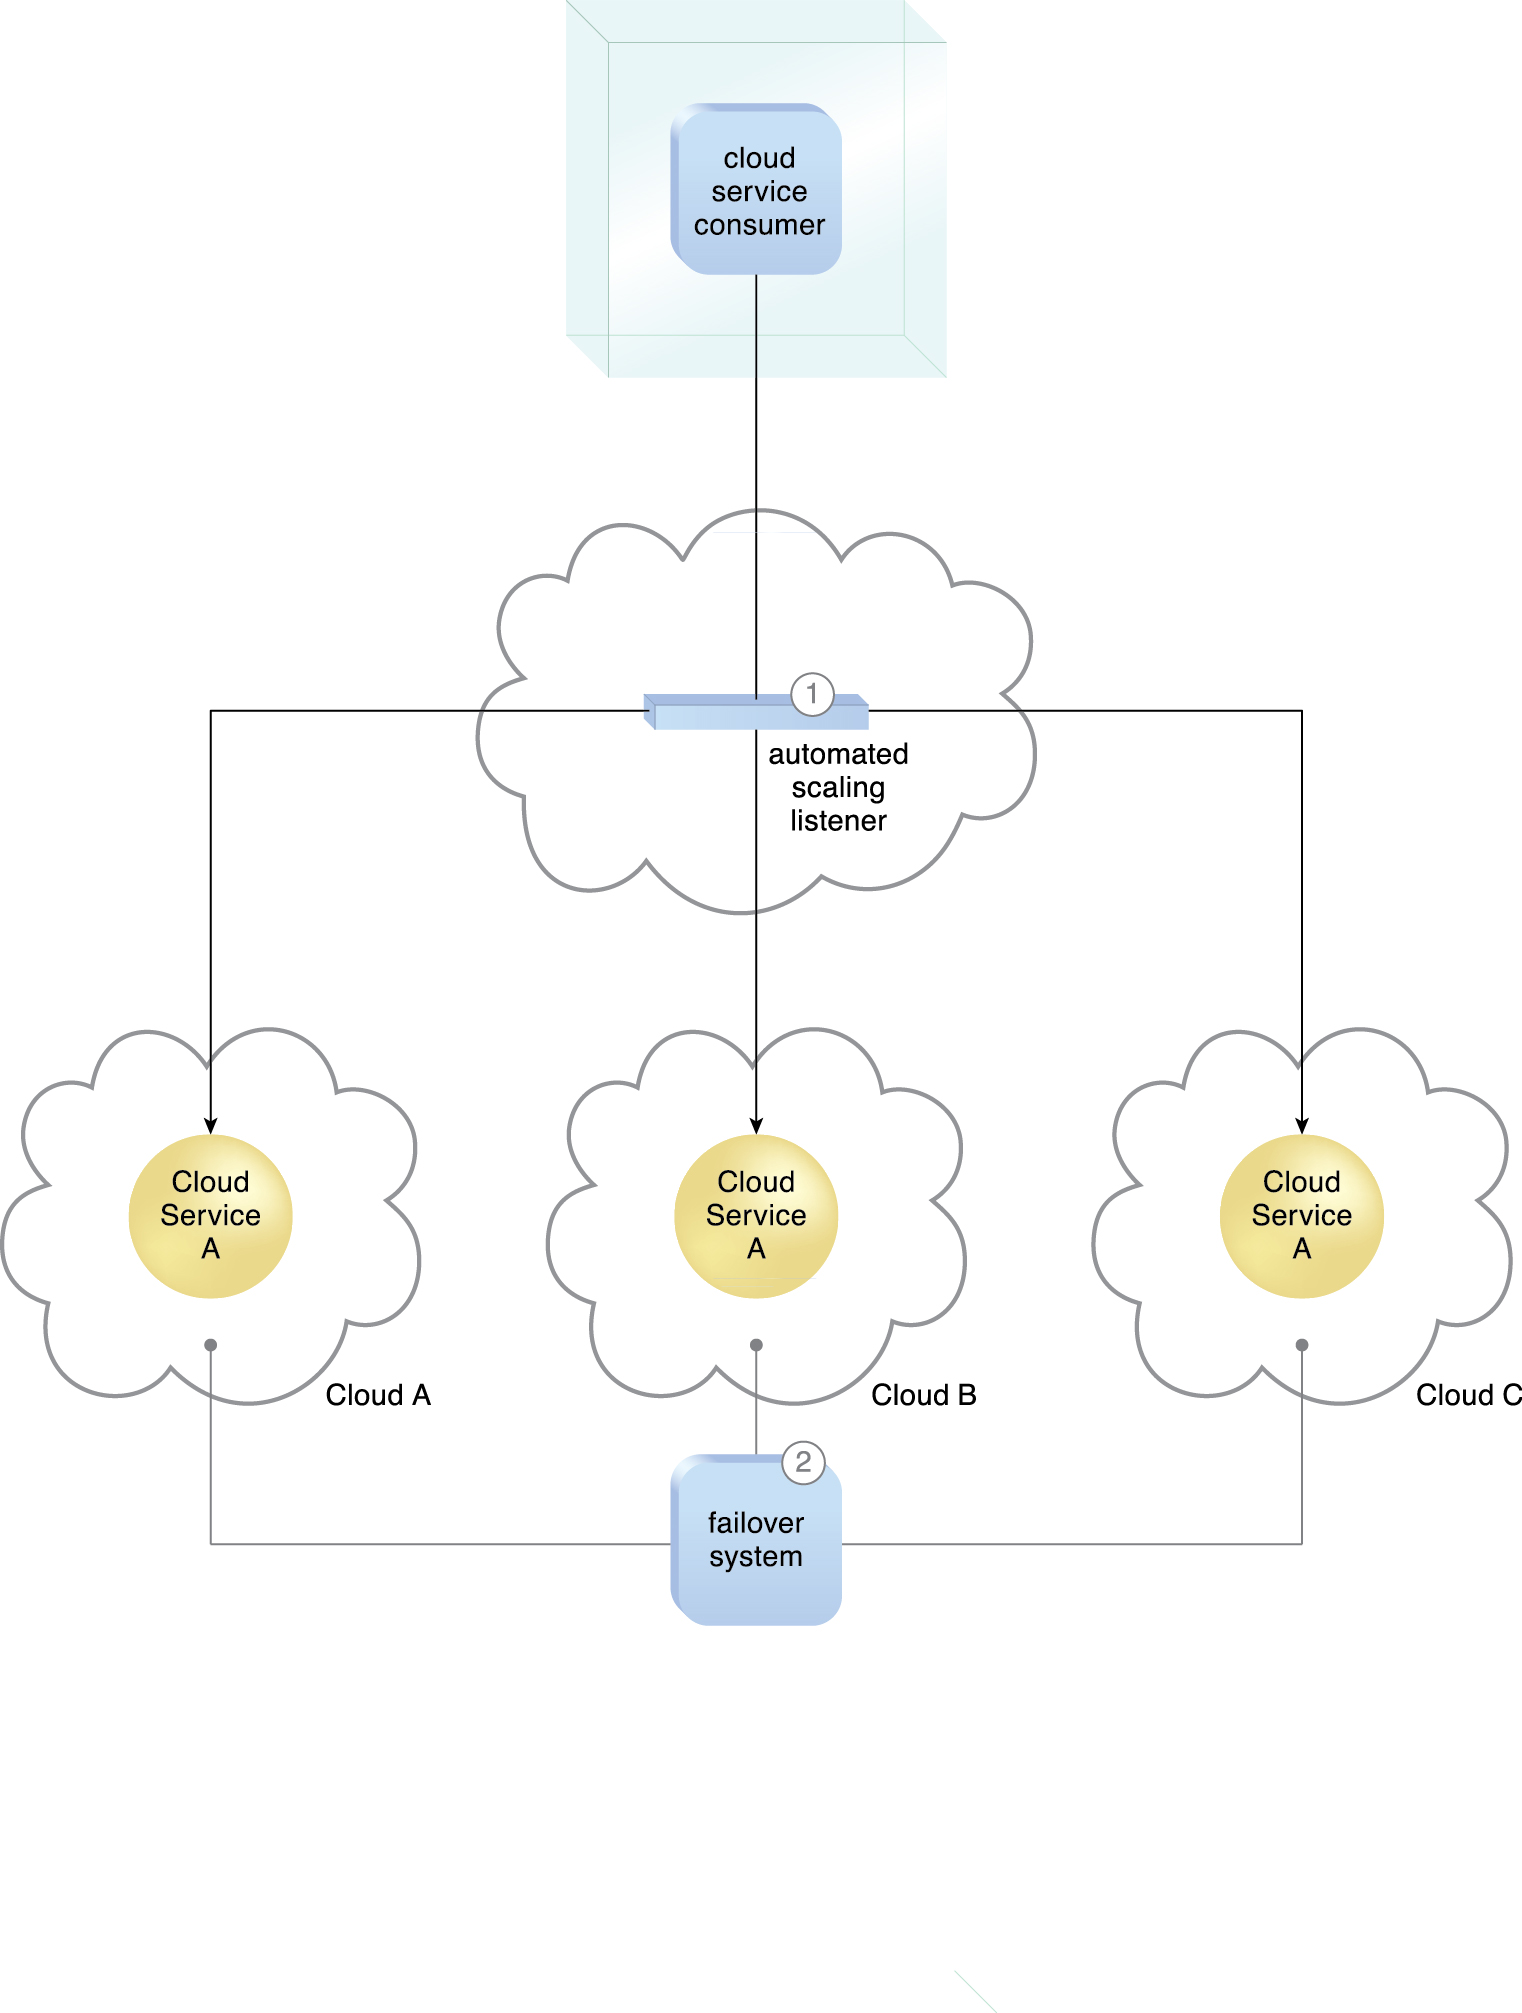 cloud
service
consumer
1
automated
scaling
listener
Cloud
Service
A
Cloud A
Cloud
Service
A
Cloud B
Cloud
Service
A
Cloud C
2
failover
system